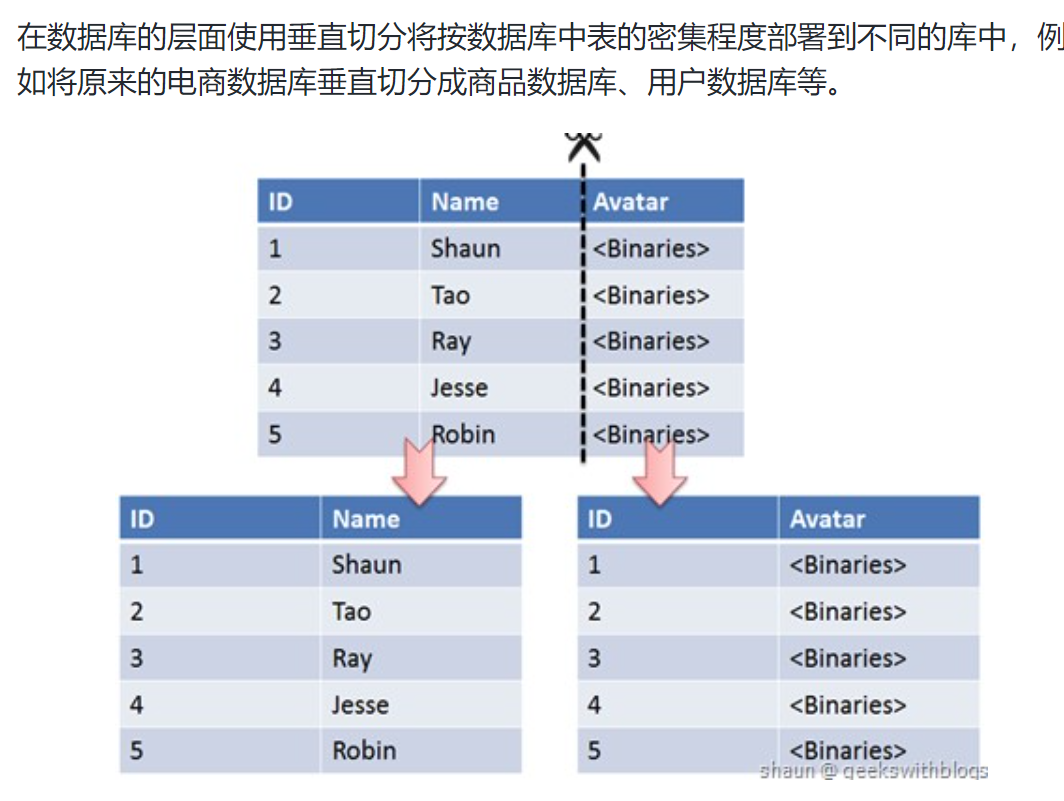 在数据库的层面使用垂直切分将按数据库中表的密集程度部署到不同的库中，例
如将原来的电商数据库垂直切分成商品数据库、用户数据库等。
ID Name Avatar
1 Shaun <Binaries>
2 Tao <Binaries>
3 Ray <Binaries>
4 Jesse <Binaries>
5 Robin <Binaries>
ID Name ID Avatar
1 Shaun 1 <Binaries>
2 Tao 2 <Binaries>
3 Ray 3 <Binaries>
4 Jesse 4 <Binaries>
5 Robin 5 <Binaries>
shaun @ geekswithblogs